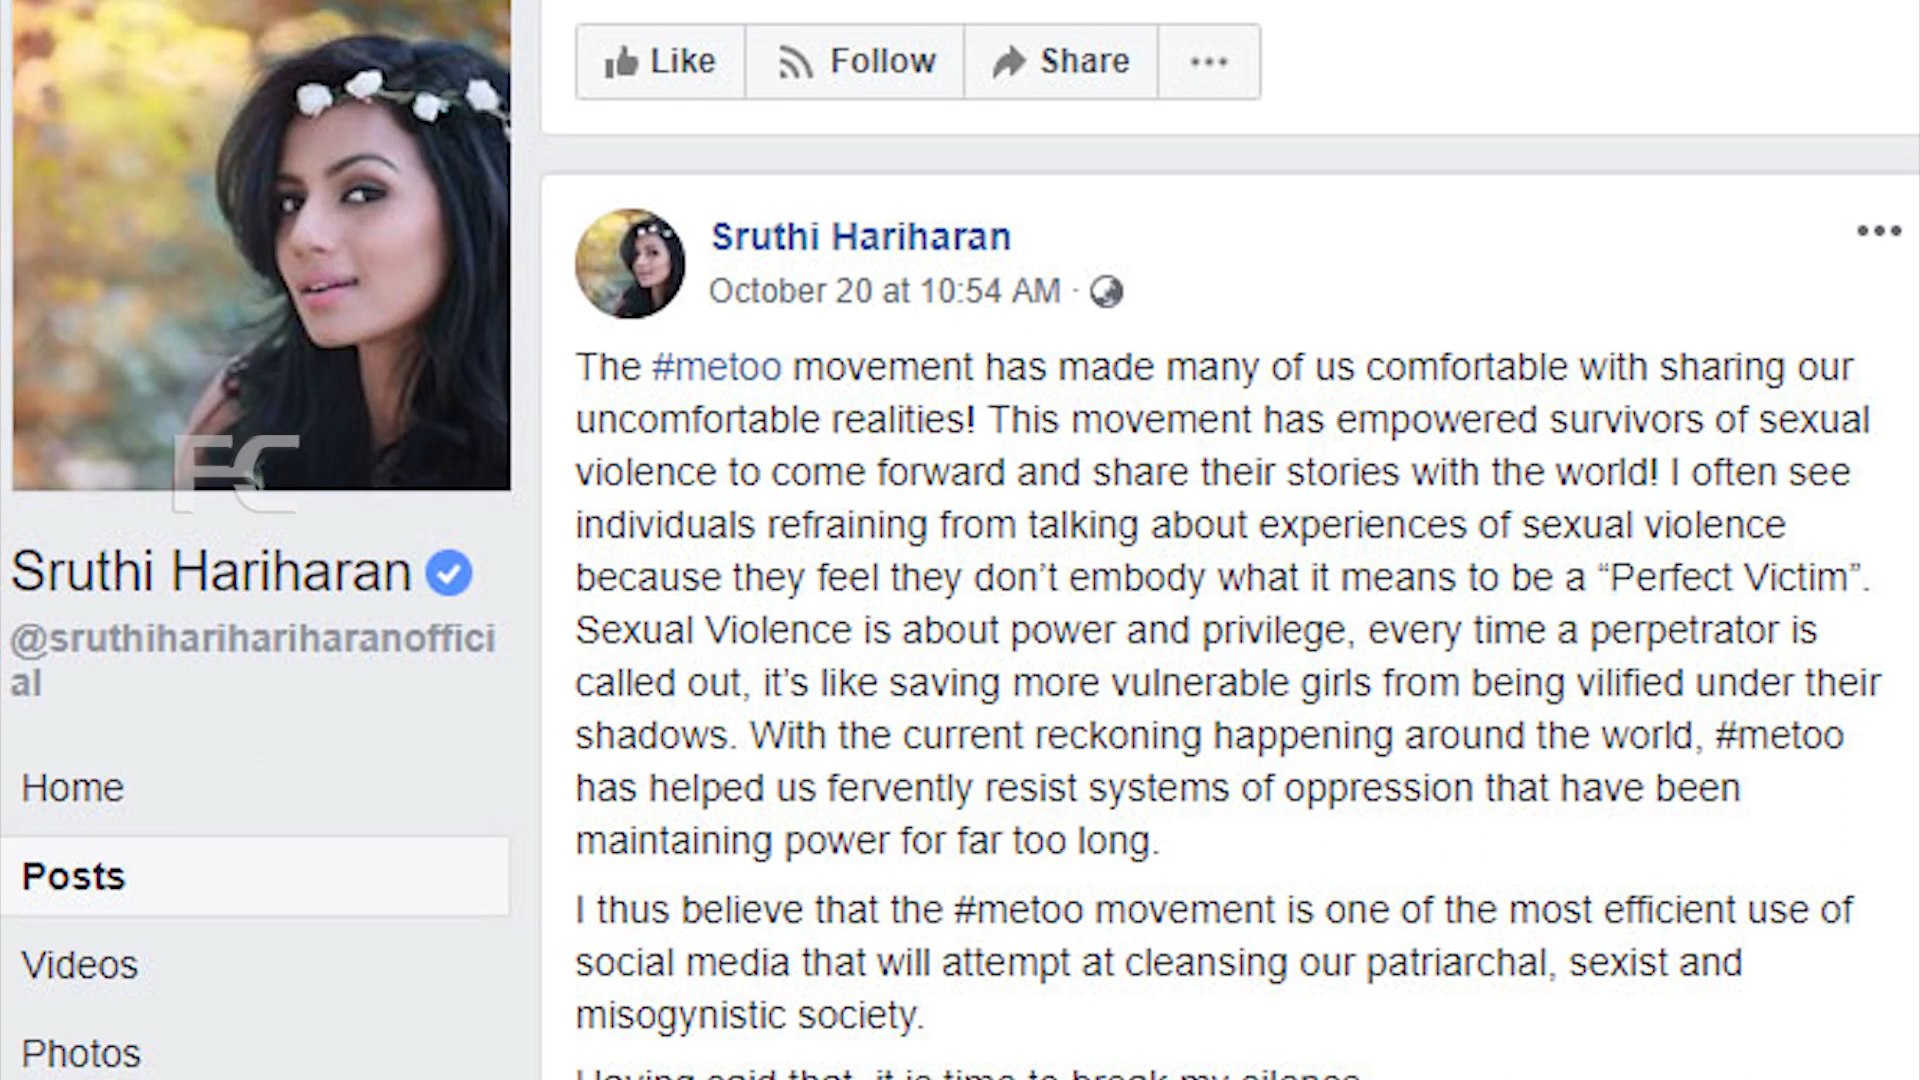 Like
Follow
Share
Sruthi Hariharan
October 20 at 10:54 AM ·
The #metoo movement has made many of us comfortable with sharing our
uncomfortable realities! This movement has empowered survivors of sexual
violence to come forward and share their stories with the world! I often see
individuals refraining from talking about experiences of sexual violence
because they feel they don’t embody what it means to be a “Perfect Victim”.
Sexual Violence is about power and privilege, every time a perpetrator is
called out, it’s like saving more vulnerable girls from being vilified under their
shadows. With the current reckoning happening around the world, #metoo
has helped us fervently resist systems of oppression that have been
maintaining power for far too long.
I thus believe that the #metoo movement is one of the most efficient use of
social media that will attempt at cleansing our patriarchal, sexist and
misogynistic society.
Having said that, it is time to break my silence
FC
Sruthi Hariharan
@sruthiharihariharanoffici
al
Home
Posts
Videos
Photos